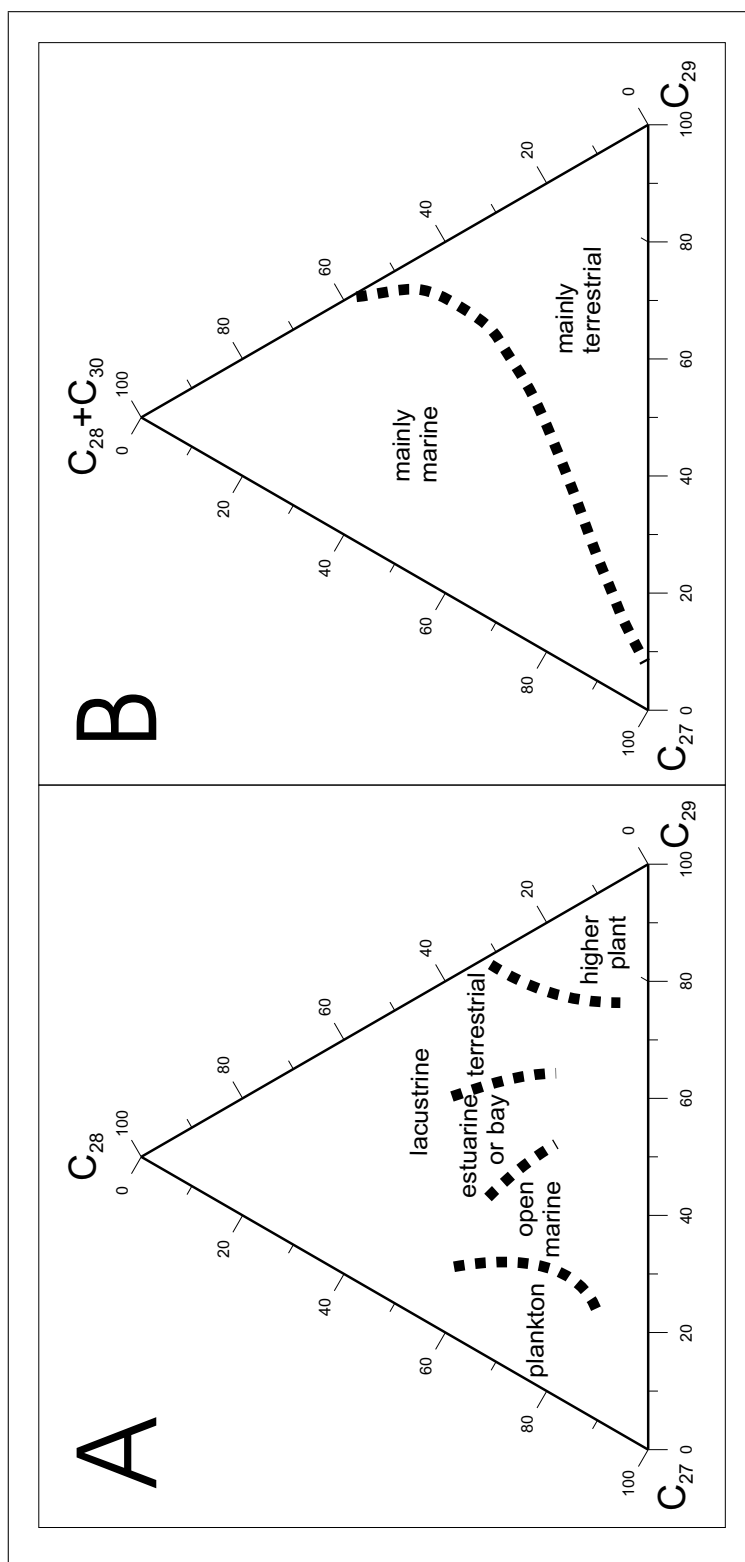 A
C₂₈
0
100
20
80
40
60
60
40
80
20
100
0
lacustrine
estuarine
or bay
terrestrial
open
marine
plankton
higher
plant
0
20
40
60
80
100
C₂₇
C₂₉
B
C₂₈+C₃₀
0
100
20
80
40
60
60
40
80
20
100
0
mainly
marine
mainly
terrestrial
0
20
40
60
80
100
C₂₇
C₂₉